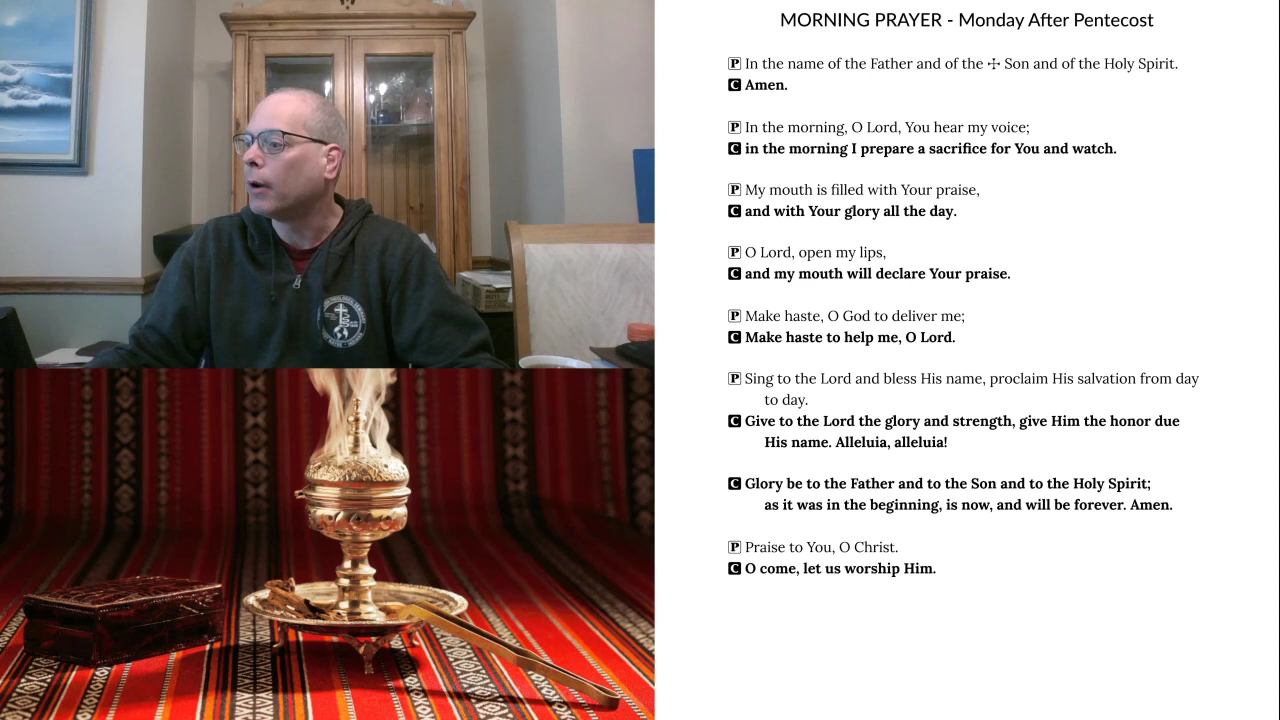 MORNING PRAYER - Monday After Pentecost
P In the name of the Father and of the ☩ Son and of the Holy Spirit.
C Amen.
P In the morning, O Lord, You hear my voice;
C in the morning I prepare a sacrifice for You and watch.
P My mouth is filled with Your praise,
C and with Your glory all the day.
P O Lord, open my lips,
C and my mouth will declare Your praise.
P Make haste, O God to deliver me;
C Make haste to help me, O Lord.
P Sing to the Lord and bless His name, proclaim His salvation from day
to day.
C Give to the Lord the glory and strength, give Him the honor due
His name. Alleluia, alleluia!
C Glory be to the Father and to the Son and to the Holy Spirit;
as it was in the beginning, is now, and will be forever. Amen.
P Praise to You, O Christ.
C O come, let us worship Him.